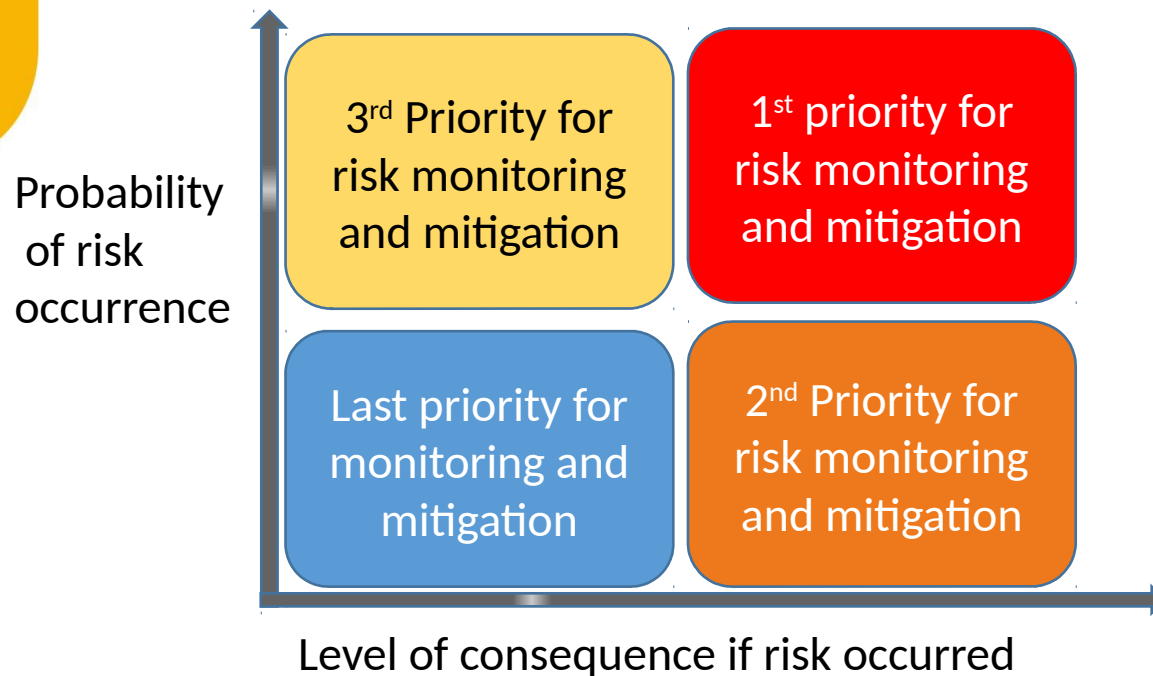 3rd Priority for
risk monitoring
and mitigation
1st priority for
risk monitoring
and mitigation
Probability
of risk
occurrence
Last priority for
monitoring and
mitigation
2nd Priority for
risk monitoring
and mitigation
Level of consequence if risk occurred